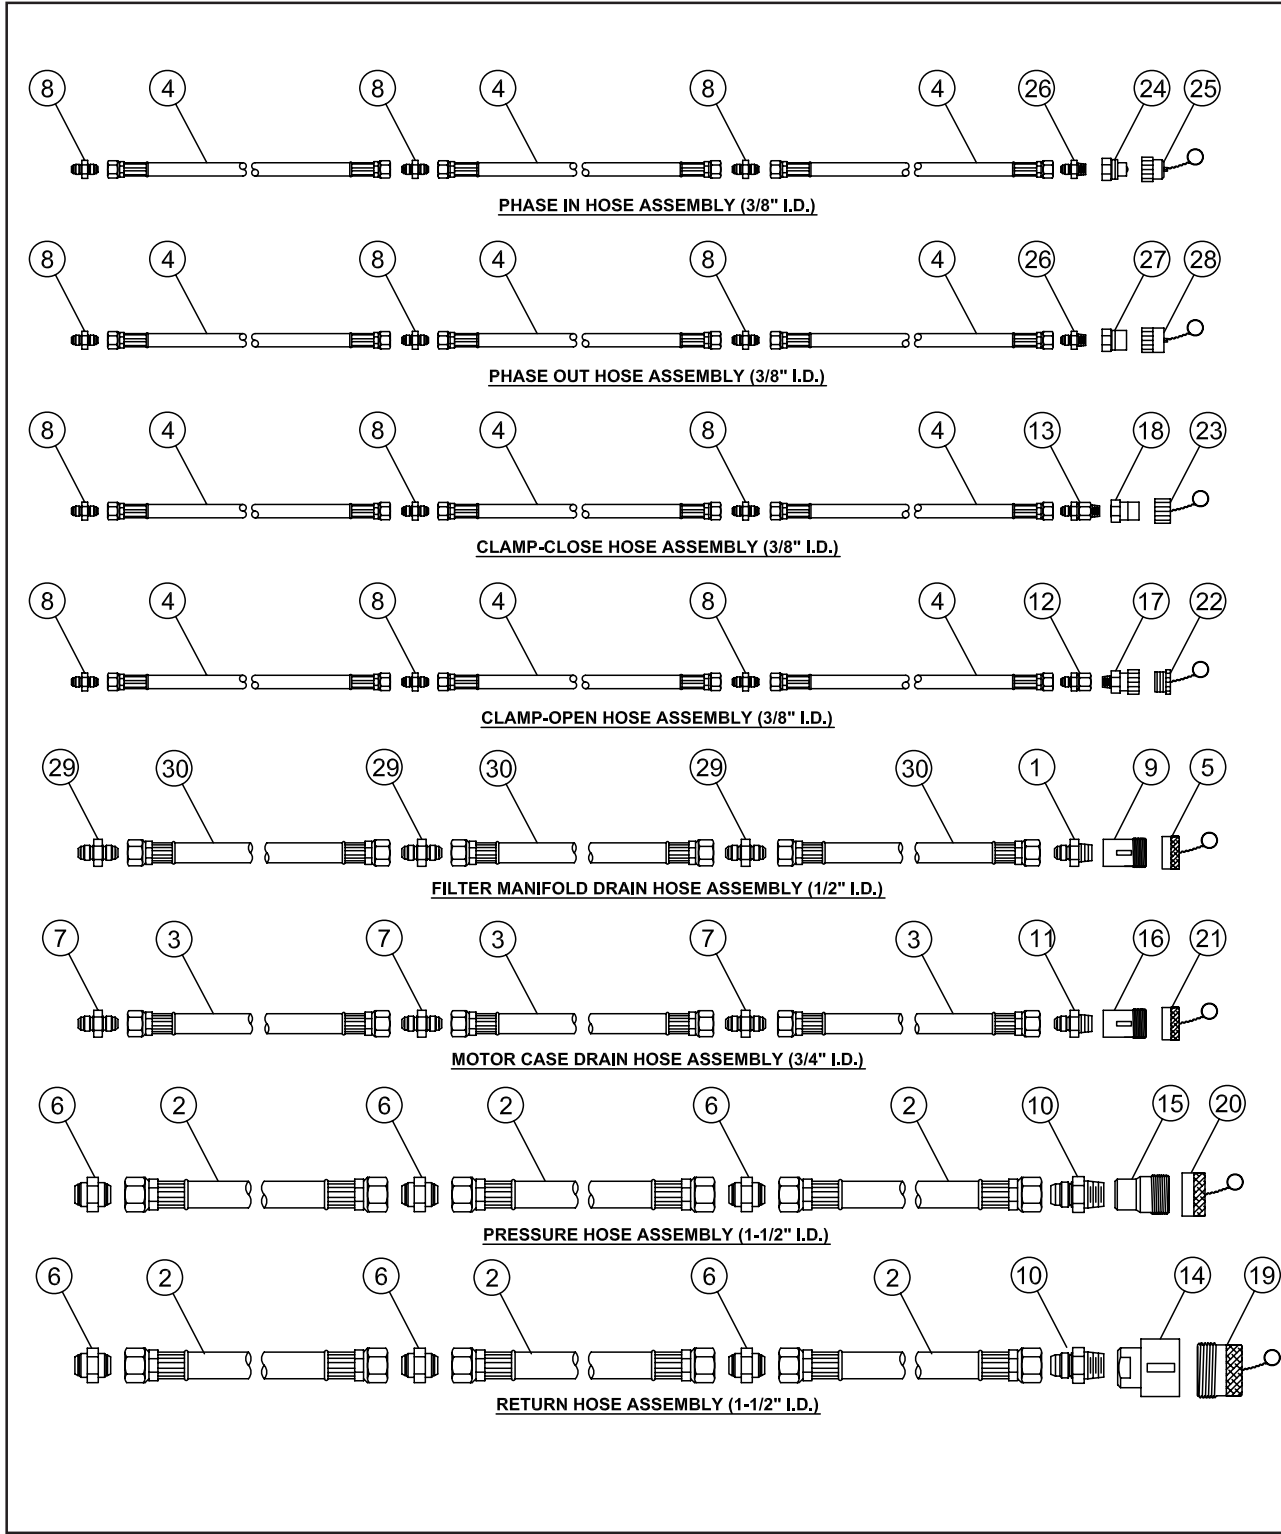 8 4 8 4 8 4 26 24 25
PHASE IN HOSE ASSEMBLY (3/8" I.D.)
8 4 8 4 8 4 26 27 28
PHASE OUT HOSE ASSEMBLY (3/8" I.D.)
8 4 8 4 8 4 13 18 23
CLAMP-CLOSE HOSE ASSEMBLY (3/8" I.D.)
8 4 8 4 8 4 12 17 22
CLAMP-OPEN HOSE ASSEMBLY (3/8" I.D.)
29 30 29 30 29 30 1 9 5
FILTER MANIFOLD DRAIN HOSE ASSEMBLY (1/2" I.D.)
7 3 7 3 7 3 11 16 21
MOTOR CASE DRAIN HOSE ASSEMBLY (3/4" I.D.)
6 2 6 2 6 2 10 15 20
PRESSURE HOSE ASSEMBLY (1-1/2" I.D.)
6 2 6 2 6 2 10 14 19
RETURN HOSE ASSEMBLY (1-1/2" I.D.)